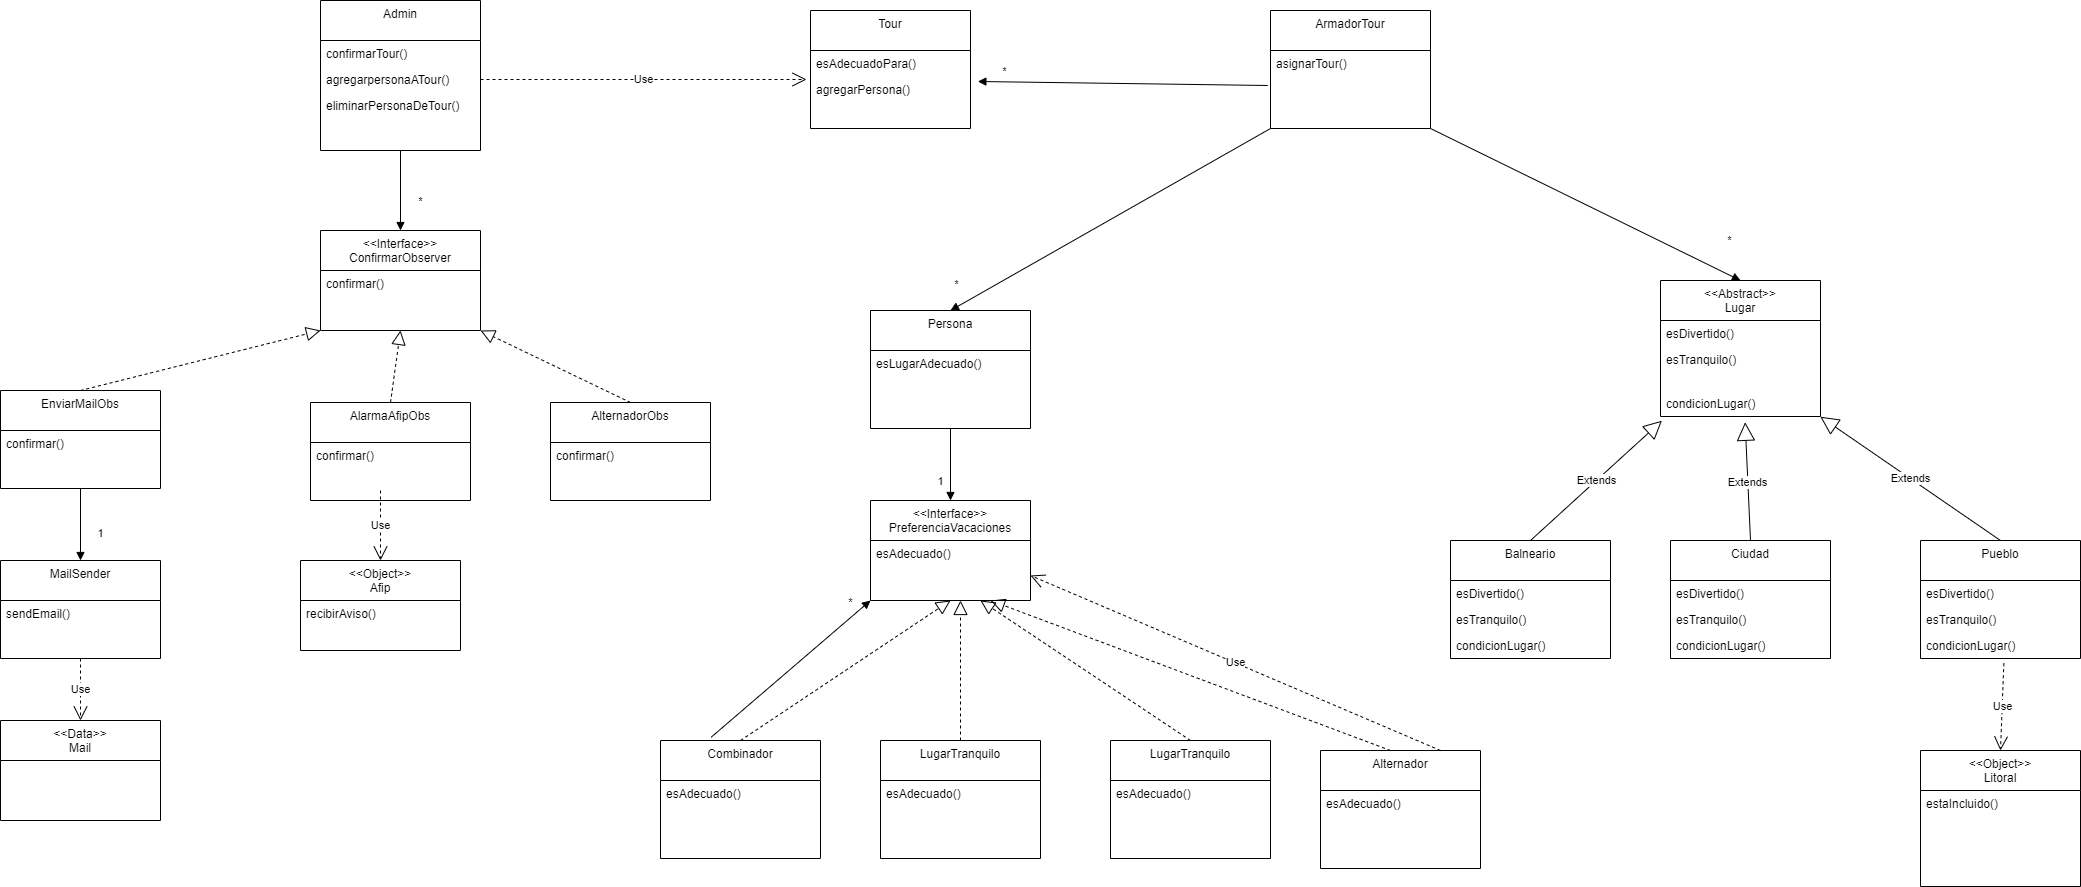 Admin
confirmarTour()
agregarpersonaATour()
eliminarPersonaDeTour()
Use
Tour
esAdecuadoPara()
agregarPersona()
*
ArmadorTour
asignarTour()
*
<<Interface>>
ConfirmarObserver
confirmar()
*
Persona
esLugarAdecuado()
*
<<Abstract>>
Lugar
esDivertido()
esTranquilo()
condicionLugar()
EnviarMailObs
confirmar()
AlarmaAfipObs
confirmar()
AlternadorObs
confirmar()
1
Use
1
Extends
Extends
Extends
MailSender
sendEmail()
<<Object>>
Afip
recibirAviso()
<<Interface>>
PreferenciaVacaciones
esAdecuado()
*
Use
Balneario
esDivertido()
esTranquilo()
condicionLugar()
Ciudad
esDivertido()
esTranquilo()
condicionLugar()
Pueblo
esDivertido()
esTranquilo()
condicionLugar()
Use
Use
<<Data>>
Mail
Combinador
esAdecuado()
LugarTranquilo
esAdecuado()
LugarTranquilo
esAdecuado()
Alternador
esAdecuado()
<<Object>>
Litoral
estaIncluido()